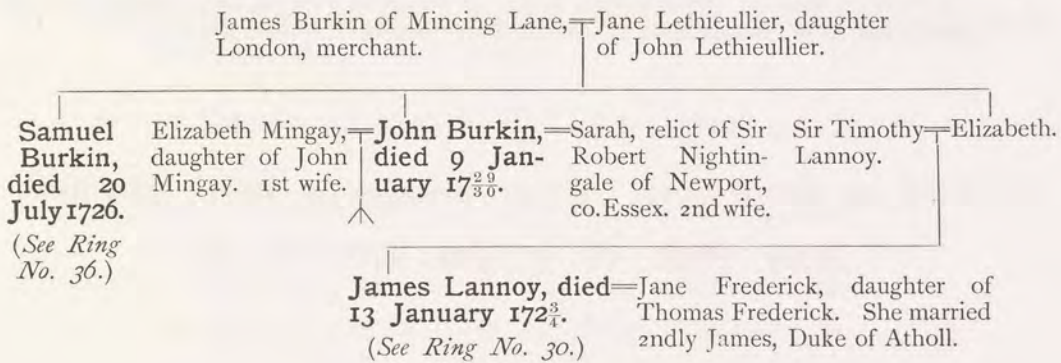 James Burkin of Mincing Lane,
London, merchant.
Jane Lethieullier, daughter
of John Lethieullier.
Samuel
Burkin,
died 20
July 1726.
(See Ring
No. 36.)
Elizabeth Mingay,
daughter of John
Mingay. 1st wife.
John Burkin,
died 9 Jan-
uary 17 29/30.
Sarah, relict of Sir
Robert Nightin-
gale of Newport,
co.Essex. 2nd wife.
Sir Timothy
Lannoy.
Elizabeth.
James Lannoy, died
13 January 172 3/4.
(See Ring No. 30.)
Jane Frederick, daughter of
Thomas Frederick. She married
2ndly James, Duke of Atholl.